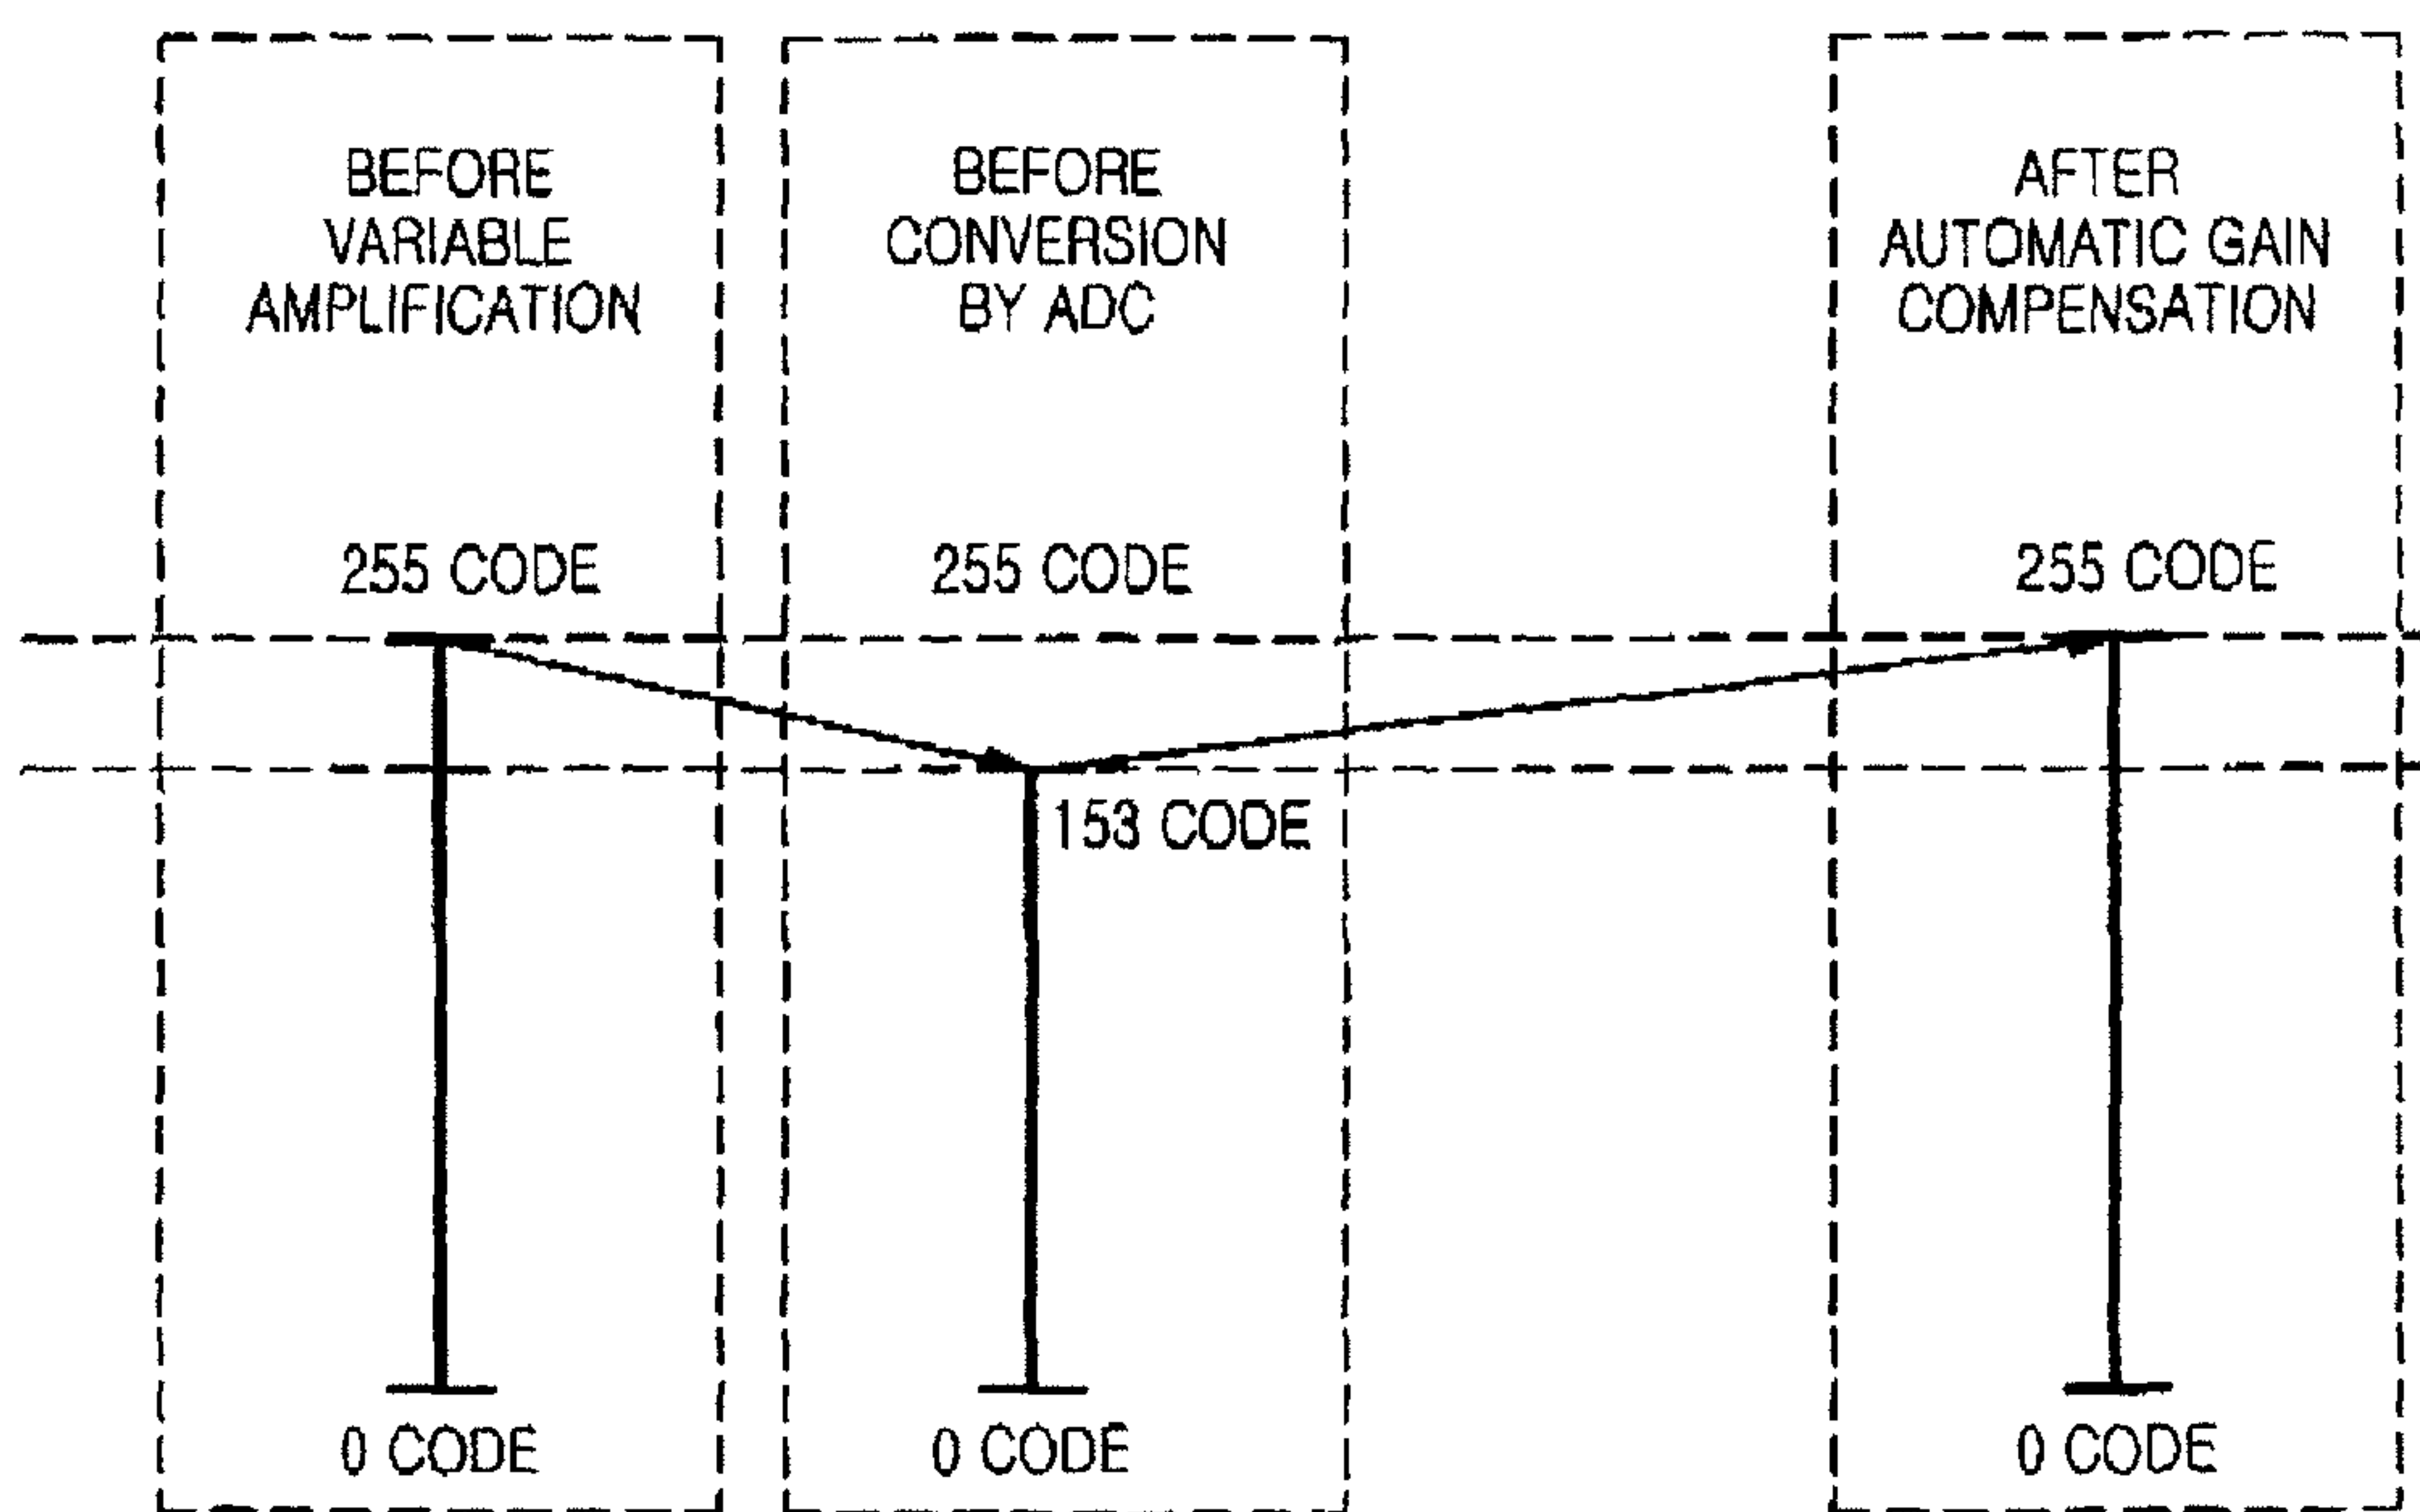 BEFORE
VARIABLE
AMPLIFICATION
BEFORE
CONVERSION
BY ADC
AFTER
AUTOMATIC GAIN
COMPENSATION
255 CODE
255 CODE
255 CODE
153 CODE
0 CODE
0 CODE
0 CODE